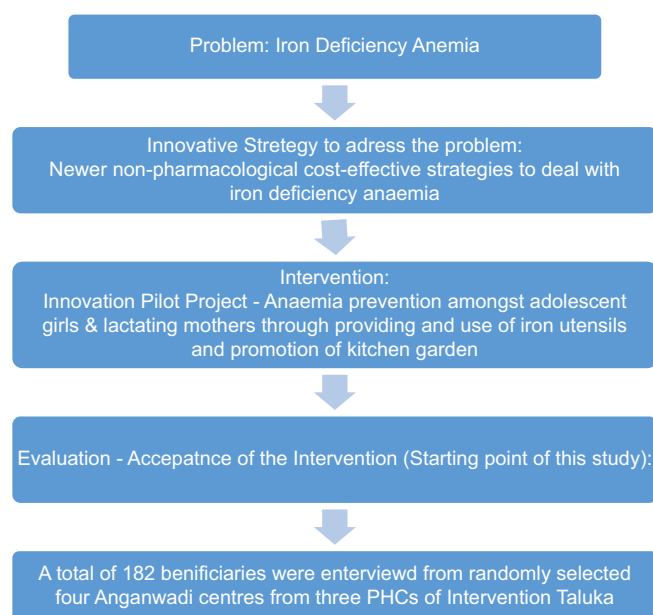 Problem: Iron Deficiency Anemia
Innovative Stretegy to adress the problem:
Newer non-pharmacological cost-effective strategies to deal with
iron deficiency anaemia
Intervention:
Innovation Pilot Project - Anaemia prevention amongst adolescent
girls & lactating mothers through providing and use of iron utensils
and promotion of kitchen garden
Evaluation - Accepatnce of the Intervention (Starting point of this study):
A total of 182 benificiaries were enterviewd from randomly selected
four Anganwadi centres from three PHCs of Intervention Taluka